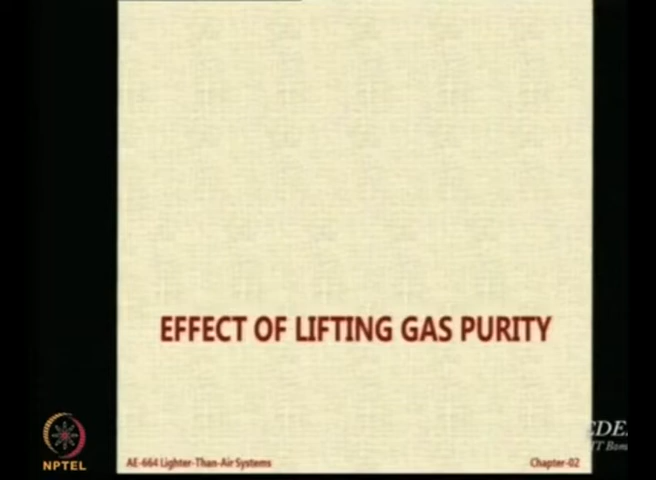 EFFECT OF LIFTING GAS PURITY
NPTEL
AE-664 Lighter-Than-Air Systems
Chapter-02